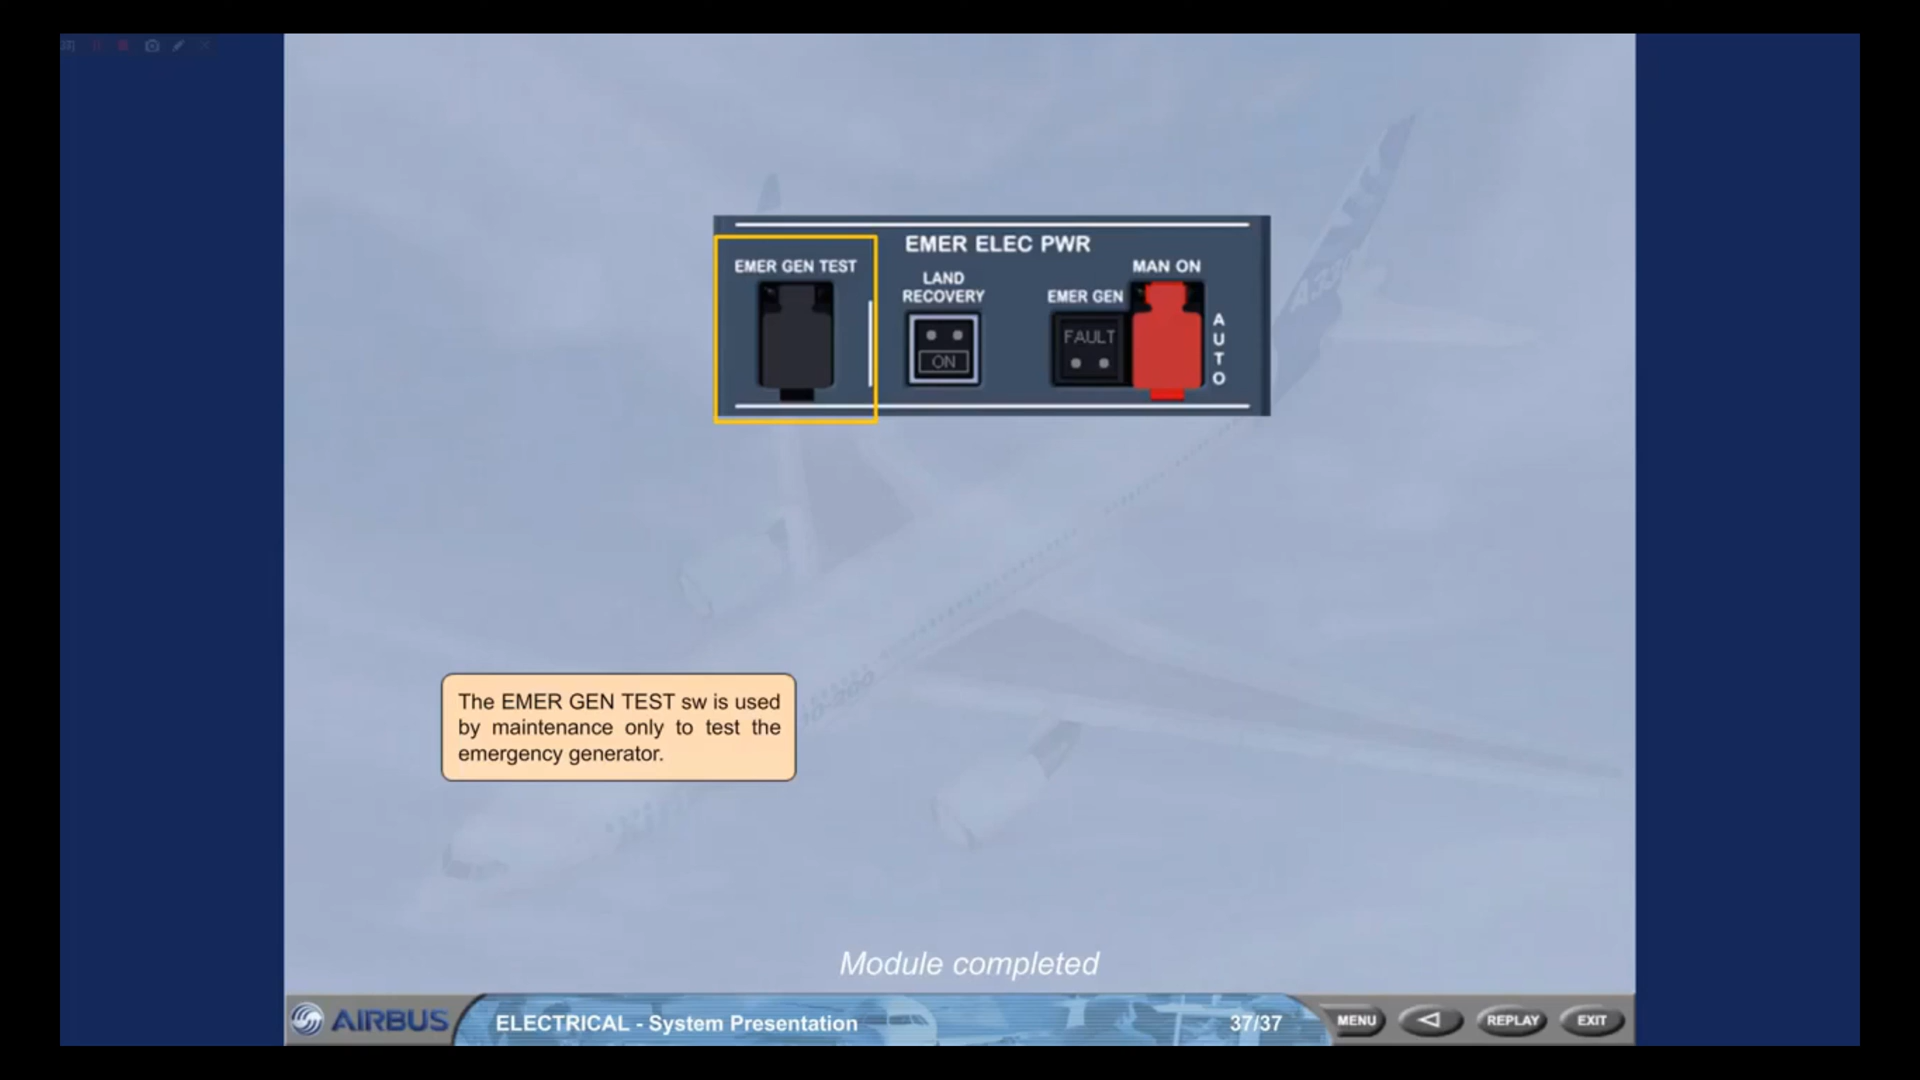 EMER ELEC PWR
EMER GEN TEST
LAND
RECOVERY
ON
EMER GEN
FAULT
MAN ON
A
U
T
O
The EMER GEN TEST sw is used
by maintenance only to test the
emergency generator.
Module completed
AIRBUS
ELECTRICAL - System Presentation
37/37
MENU
REPLAY
EXIT